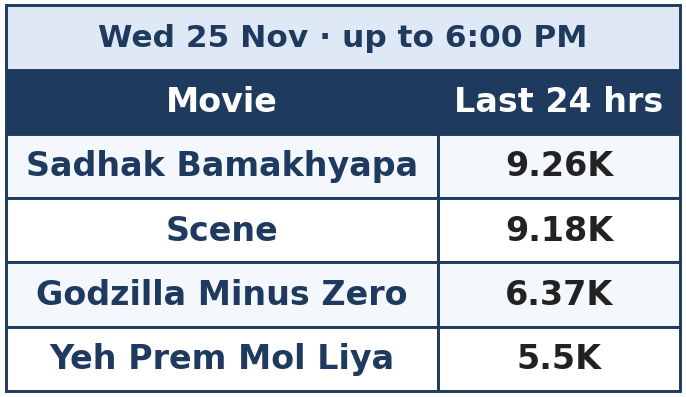 Wed 25 Nov · up to 6:00 PM
Movie Last 24 hrs
Sadhak Bamakhyapa 9.26K
Scene 9.18K
Godzilla Minus Zero 6.37K
Yeh Prem Mol Liya 5.5K